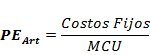 PE_Art = Costos Fijos / MCU